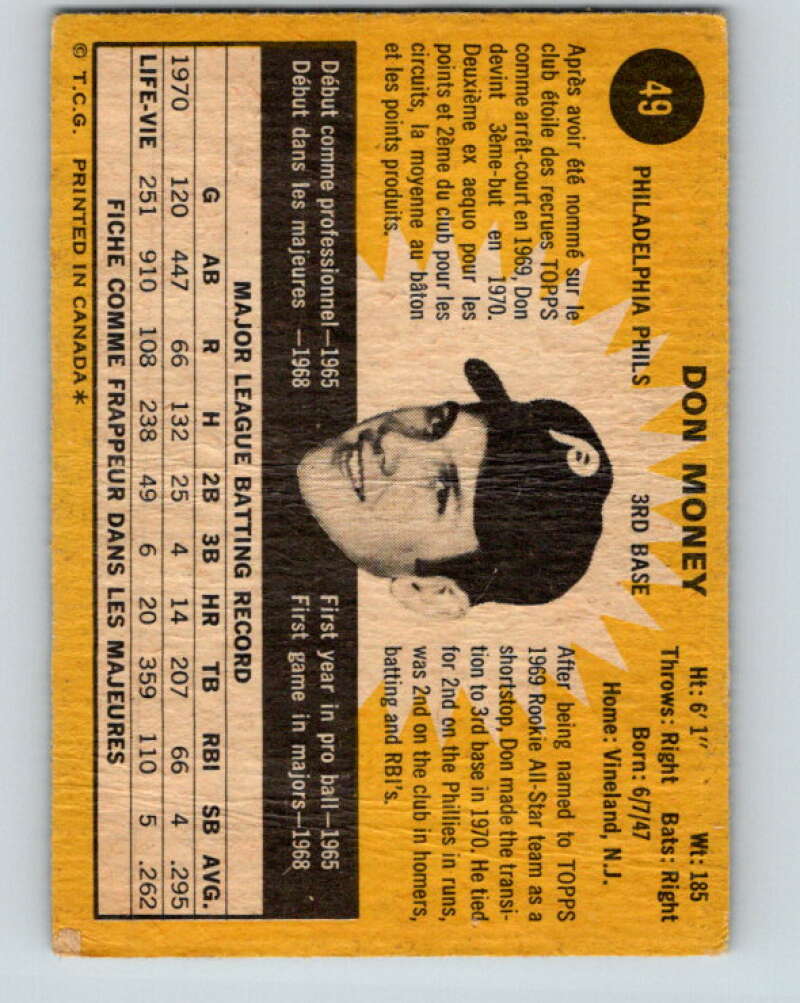 49
DON MONEY
PHILADELPHIA PHILS 3RD BASE
Ht: 6' 1" Wt: 185
Throws: Right Bats: Right
Born: 6/7/47
Home: Vineland, N.J.
Après avoir été nommé sur le
club étoile des recrues TOPPS
comme arrêt-court en 1969, Don
devint 3ème-but en 1970.
Deuxième ex aequo pour les
points et 2ème du club pour les
circuits, la moyenne au bâton
et les points produits.
P
After being named to TOPPS
1969 Rookie All-Star team as a
shortstop, Don made the transi-
tion to 3rd base in 1970. He tied
for 2nd on the Phillies in runs,
was 2nd on the club in homers,
batting and RBI's.
Début comme professionnel—1965
Début dans les majeures —1968
First year in pro ball—1965
First game in majors—1968
MAJOR LEAGUE BATTING RECORD
G AB R H 2B 3B HR TB RBI SB AVG.
1970 120 447 66 132 25 4 14 207 66 4 .295
LIFE-VIE 251 910 108 238 49 6 20 359 110 5 .262
FICHE COMME FRAPPEUR DANS LES MAJEURES
© T.C.G. PRINTED IN CANADA*